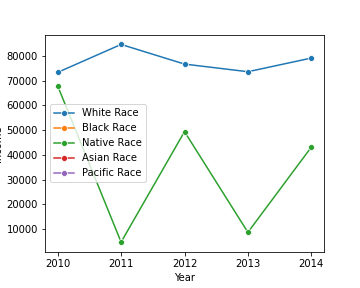 80000
70000
60000
50000
40000
30000
20000
10000
White Race
Black Race
Native Race
Asian Race
Pacific Race
2010 2011 2012 2013 2014
Year